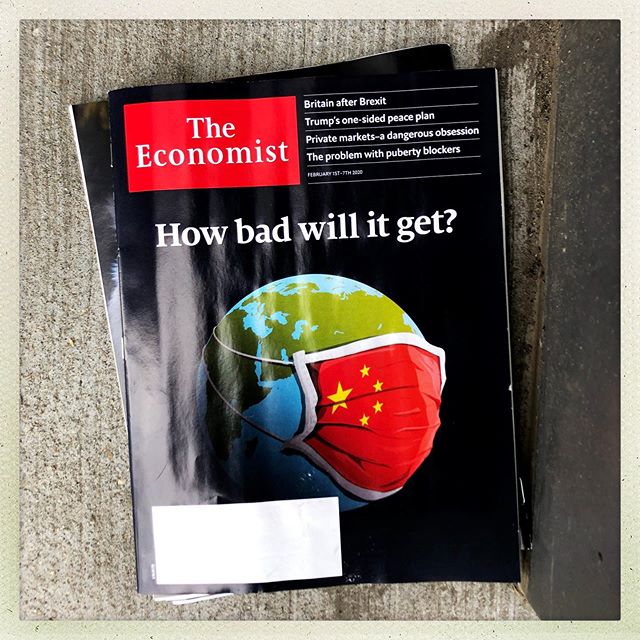 The
Economist
Britain after Brexit
Trump's one-sided peace plan
Private markets–a dangerous obsession
The problem with puberty blockers
FEBRUARY 1ST–7TH 2020
How bad will it get?